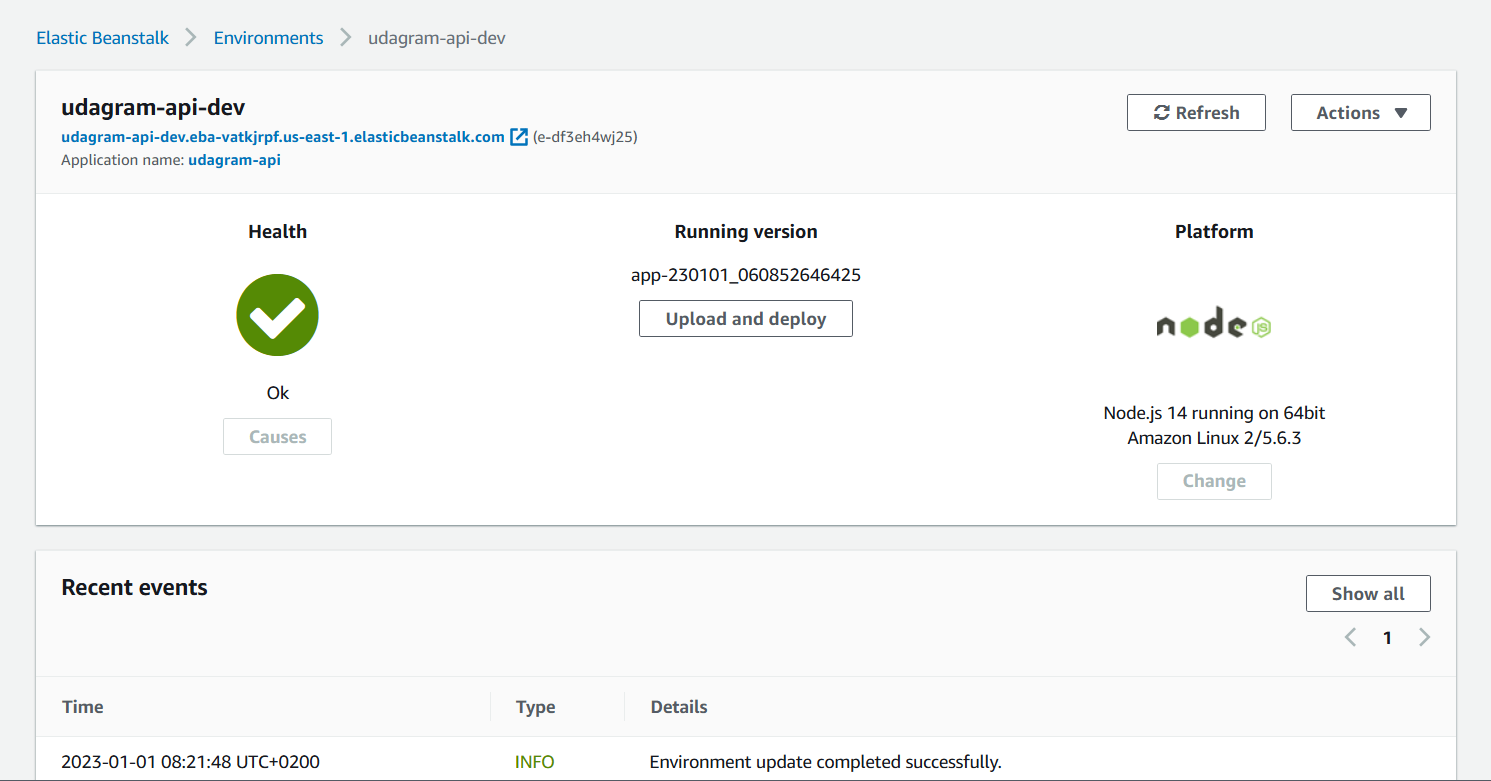 Elastic Beanstalk > Environments > udagram-api-dev
udagram-api-dev
Refresh
Actions
udagram-api-dev.eba-vatkjrpf.us-east-1.elasticbeanstalk.com (e-df3eh4wj25)
Application name: udagram-api
Health
Ok
Causes
Running version
app-230101_060852646425
Upload and deploy
Platform
node JS
Node.js 14 running on 64bit
Amazon Linux 2/5.6.3
Change
Recent events
Show all
1
Time Type Details
2023-01-01 08:21:48 UTC+0200 INFO Environment update completed successfully.